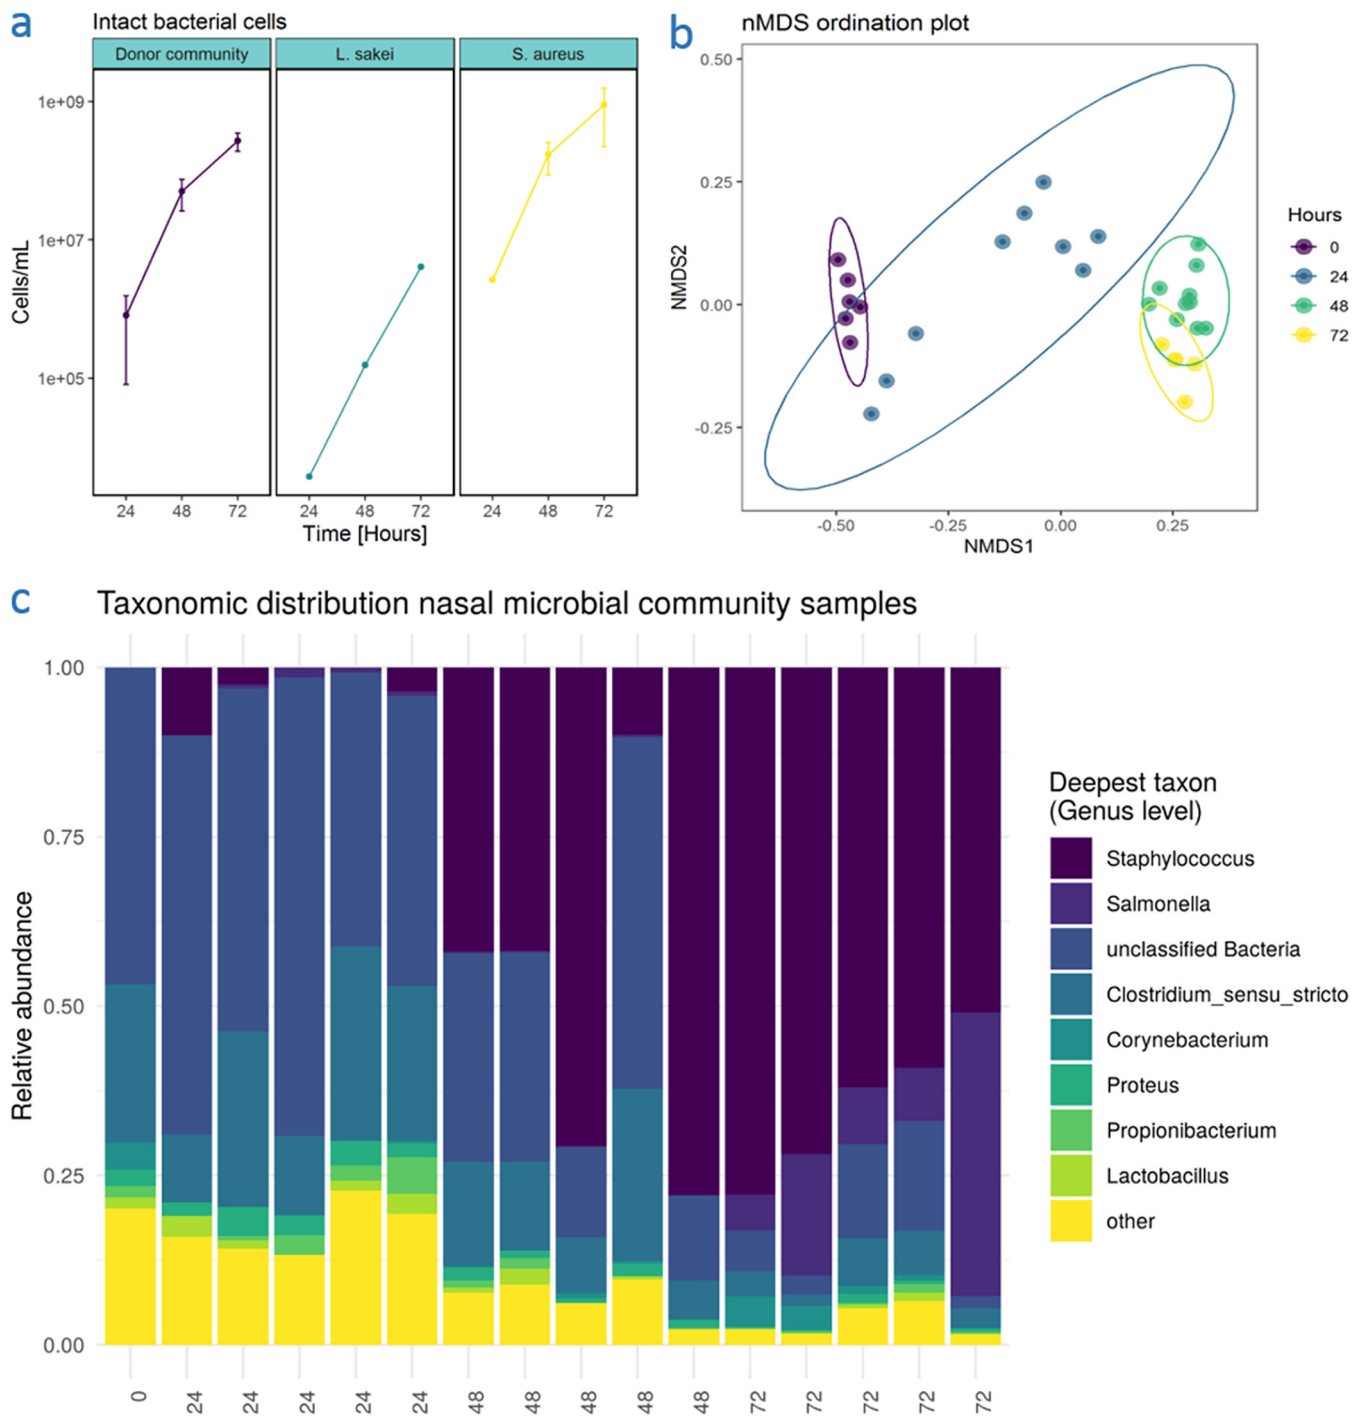 a
Intact bacterial cells
Donor community
L. sakei
S. aureus
1e+09
1e+07
1e+05
Cells/mL
24 48 72
24 48 72
24 48 72
Time [Hours]
b
nMDS ordination plot
0.50
0.25
0.00
-0.25
NMDS2
-0.50 -0.25 0.00 0.25
NMDS1
Hours
0
24
48
72
c
Taxonomic distribution nasal microbial community samples
1.00
0.75
0.50
0.25
0.00
Relative abundance
0 24 24 24 24 24 48 48 48 48 48 72 72 72 72 72
Deepest taxon
(Genus level)
Staphylococcus
Salmonella
unclassified Bacteria
Clostridium_sensu_stricto
Corynebacterium
Proteus
Propionibacterium
Lactobacillus
other